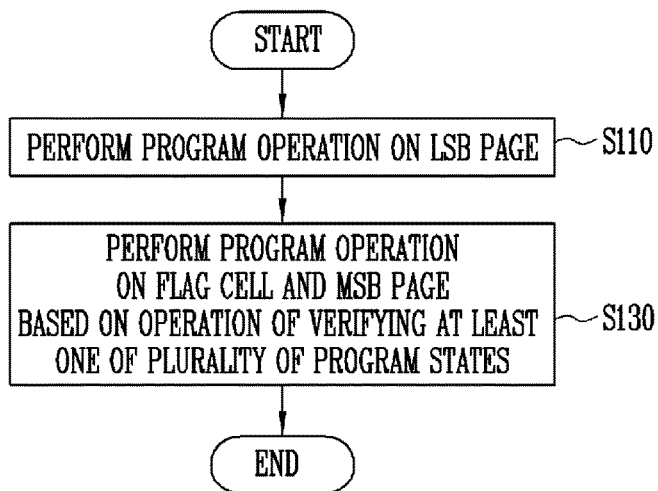 START
PERFORM PROGRAM OPERATION ON LSB PAGE
S110
PERFORM PROGRAM OPERATION
ON FLAG CELL AND MSB PAGE
BASED ON OPERATION OF VERIFYING AT LEAST
ONE OF PLURALITY OF PROGRAM STATES
S130
END